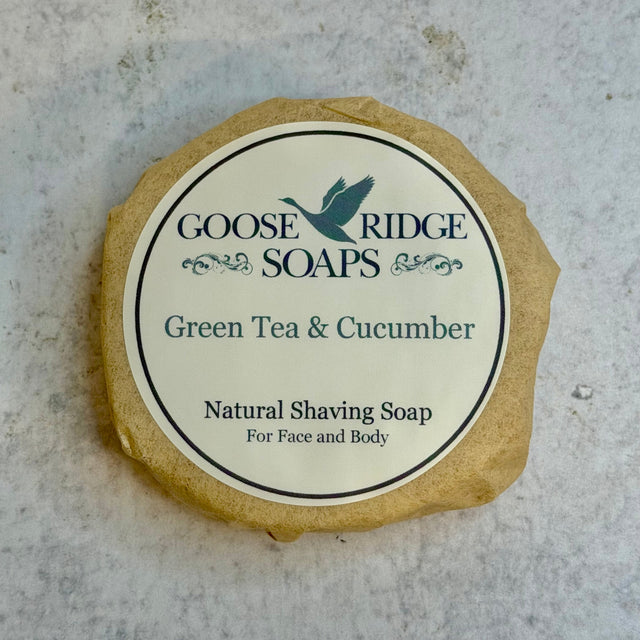 GOOSE RIDGE
SOAPS
Green Tea & Cucumber
Natural Shaving Soap
For Face and Body